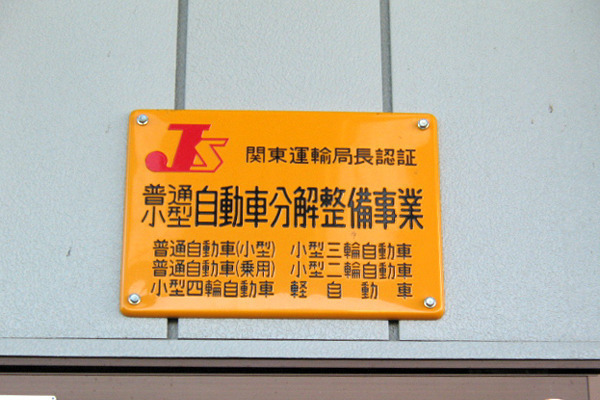 JS 関東運輸局長認証
普通
小型
自動車分解整備事業
普通自動車(小型) 小型三輪自動車
普通自動車(乗用) 小型二輪自動車
小型四輪自動車 軽自動車